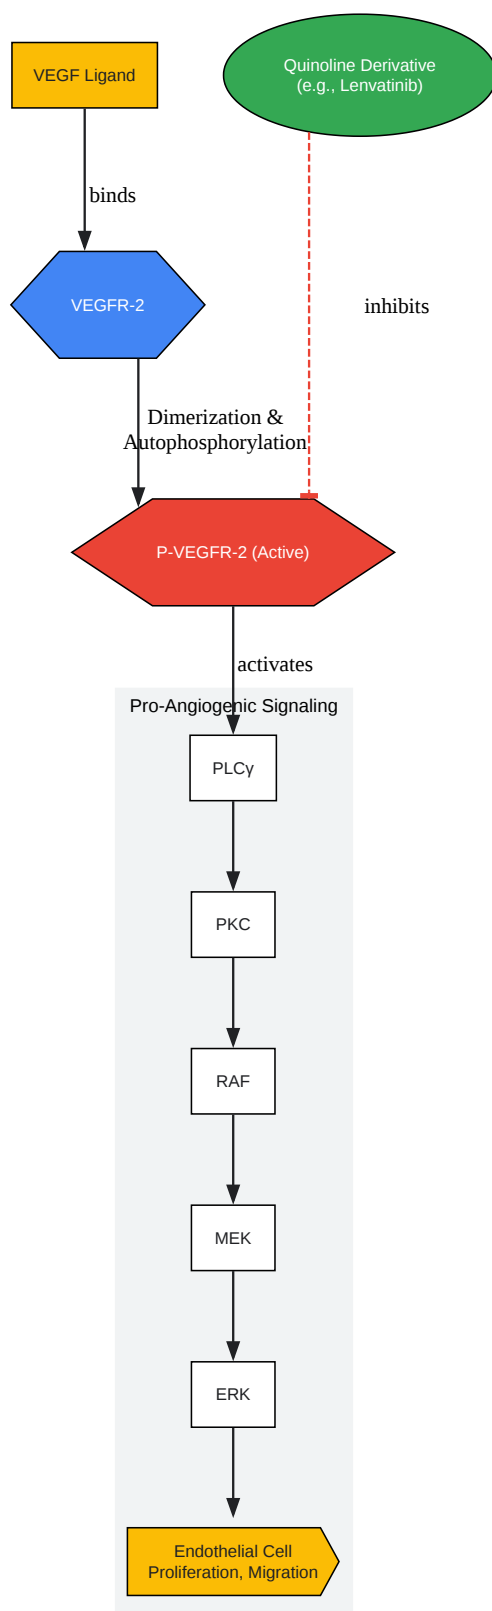 VEGF Ligand
Quinoline Derivative
(e.g., Lenvatinib)
binds
VEGFR-2
inhibits
Dimerization &
Autophosphorylation
P-VEGFR-2 (Active)
activates
Pro-Angiogenic Signaling
PLCγ
PKC
RAF
MEK
ERK
Endothelial Cell
Proliferation, Migration